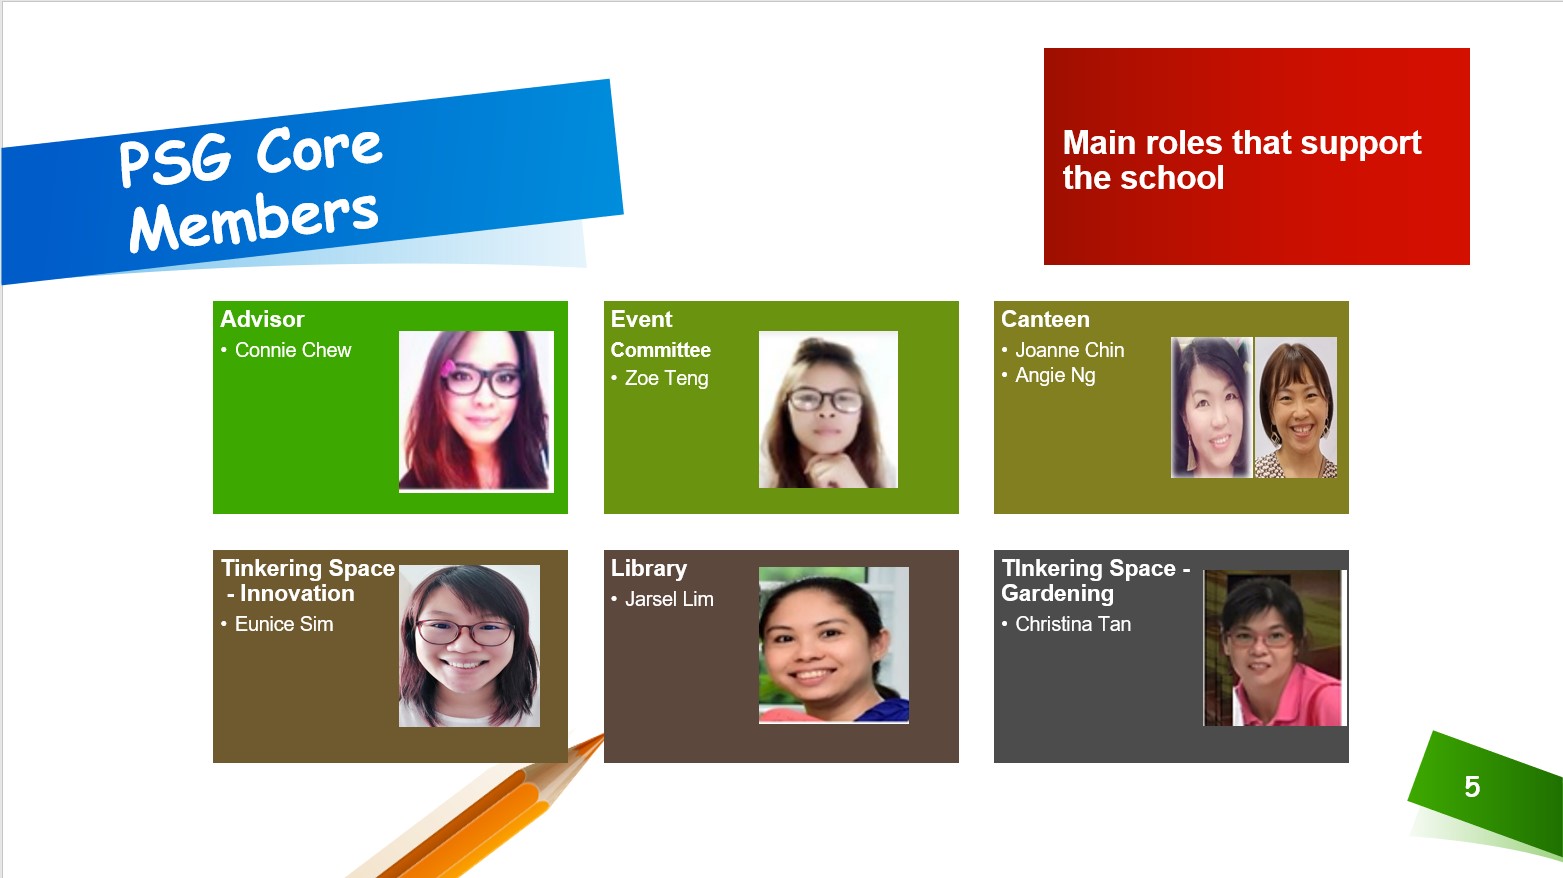 PSG Core
Members
Main roles that support
the school
Advisor
• Connie Chew
Event
Committee
• Zoe Teng
Canteen
• Joanne Chin
• Angie Ng
Tinkering Space
- Innovation
• Eunice Sim
Library
• Jarsel Lim
TInkering Space -
Gardening
• Christina Tan
5